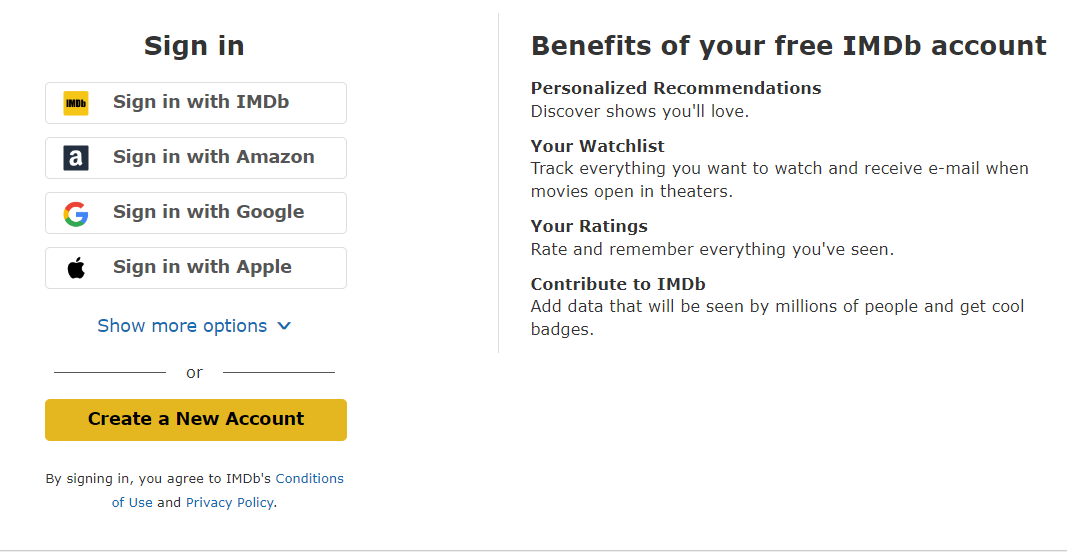 Sign in
IMDb Sign in with IMDb
a Sign in with Amazon
G Sign in with Google
Sign in with Apple
Show more options
or
Create a New Account
By signing in, you agree to IMDb's Conditions
of Use and Privacy Policy.
Benefits of your free IMDb account
Personalized Recommendations
Discover shows you'll love.
Your Watchlist
Track everything you want to watch and receive e-mail when
movies open in theaters.
Your Ratings
Rate and remember everything you've seen.
Contribute to IMDb
Add data that will be seen by millions of people and get cool
badges.